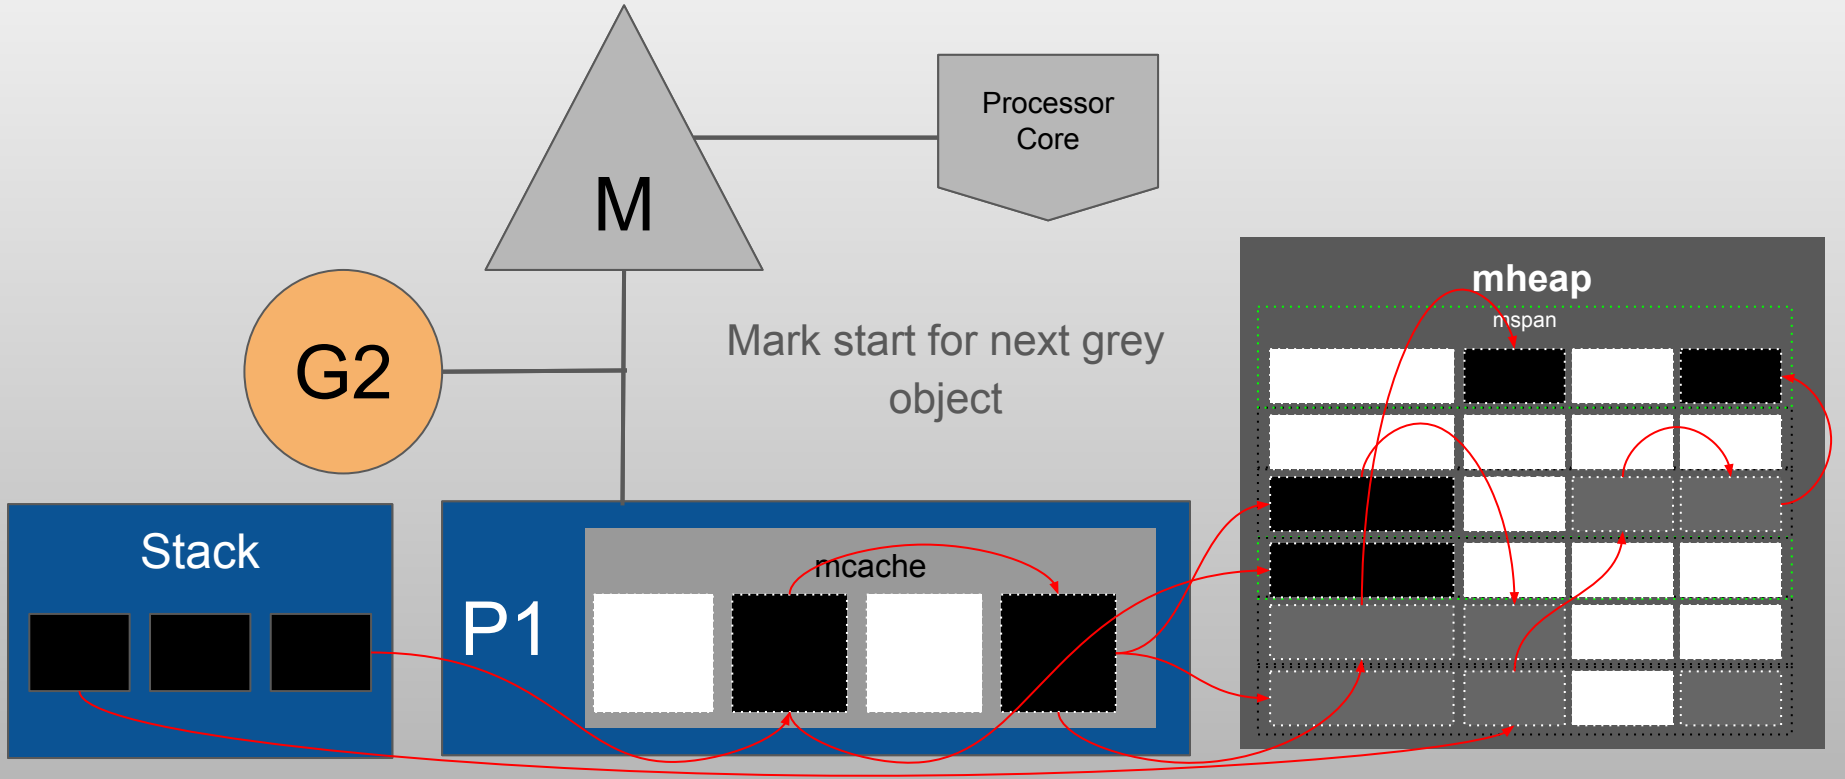 Processor
Core
M
mheap
mspan
G2
Mark start for next grey
object
Stack
mcache
P1